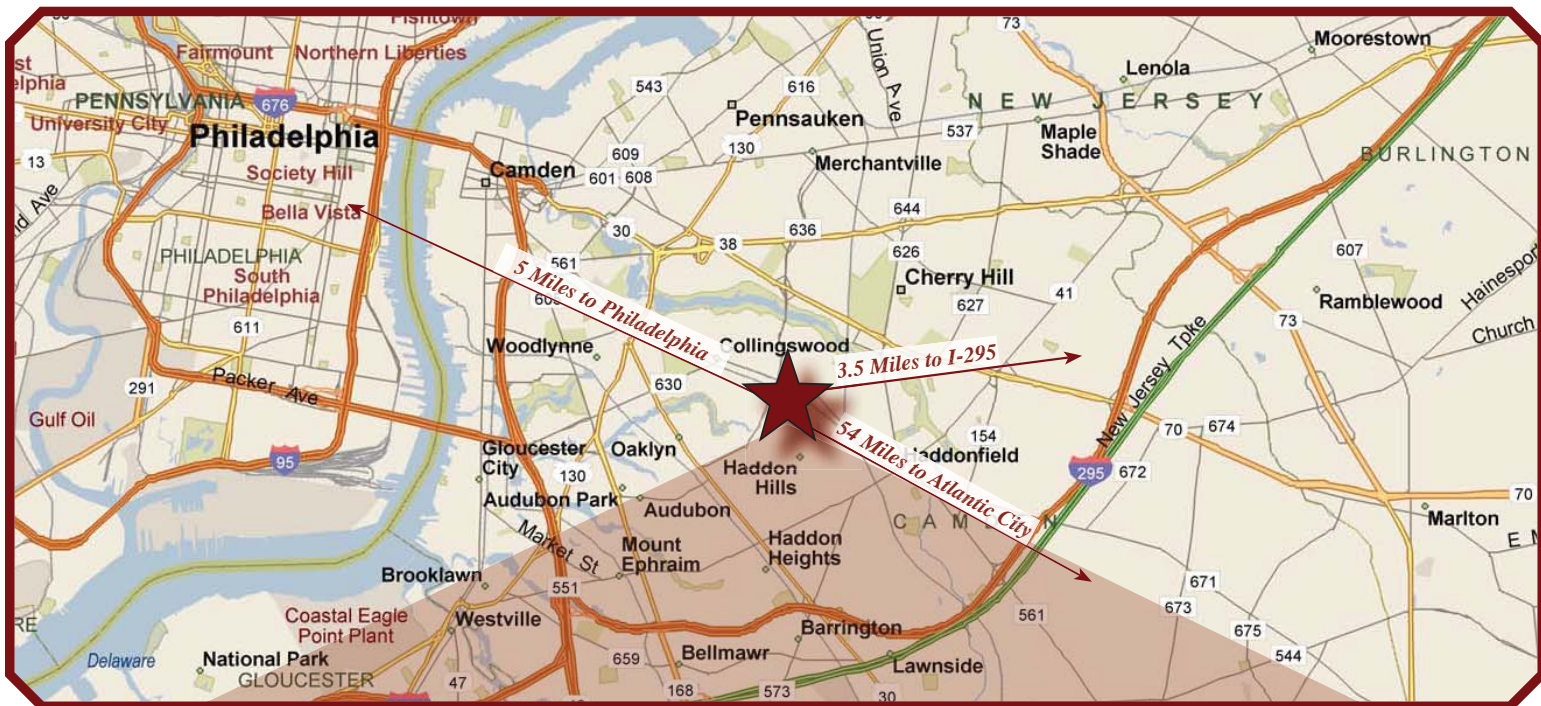 Fishtown
73
Fairmount
Northern Liberties
Union Ave
Moorestown
Lenola
543
616
PENNSYLVANIA
676
Pennsauken
NEW JERSEY
University City
Philadelphia
130
537
Maple
Shade
13
609
Merchantville
BURLINGTON
Society Hill
Camden
601
608
Bella Vista
644
30
38
636
PHILADELPHIA
561
626
607
South
Philadelphia
5 Miles to Philadelphia
Cherry Hill
627
41
Ramblewood
Hainesport
611
73
Church
Woodlynne
Collingswood
3.5 Miles to I-295
New Jersey Tpke
291
Packer Ave
630
Gulf Oil
54 Miles to Atlantic City
154
70
674
95
Gloucester
City
Oaklyn
Haddonfield
130
Haddon
Hills
295
672
Audubon Park
Audubon
70
Marlton
Market St
Mount
Ephraim
Haddon
Heights
Brooklawn
551
671
673
Coastal Eagle
Point Plant
Westville
Barrington
561
675
Delaware
National Park
GLOUCESTER
659
Bellmawr
Lawnside
544
47
168
573
30